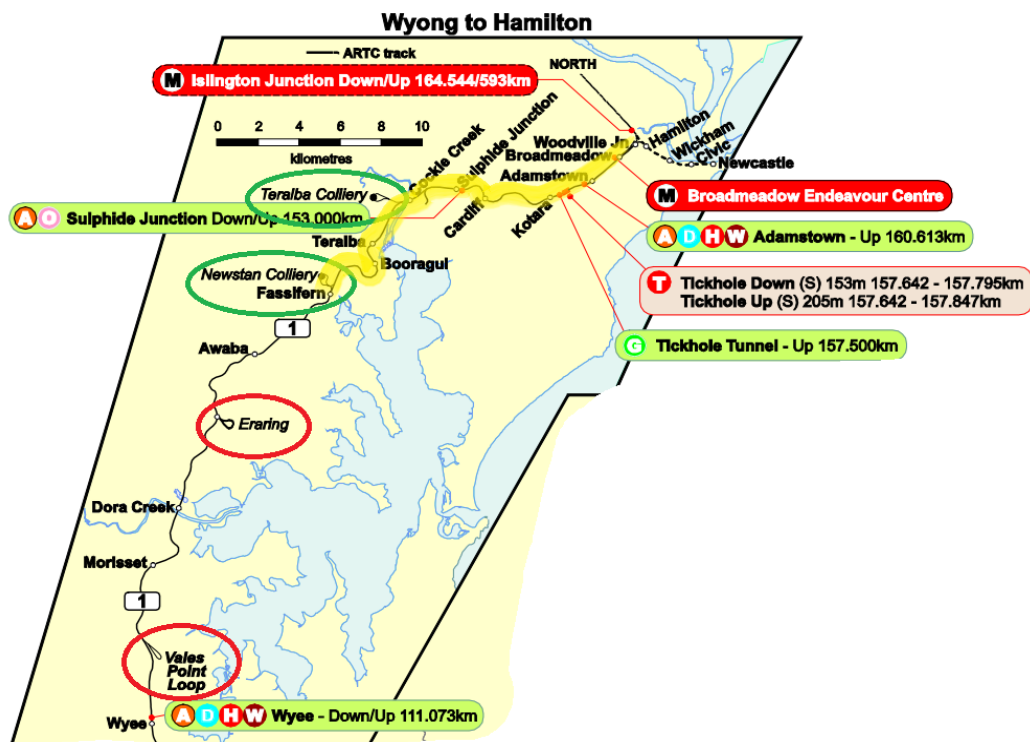 Wyong to Hamilton
ARTC track
NORTH
M Islington Junction Down/Up 164.544/593km
0 2 4 6 8 10
kilometres
Cockle Creek
Sulphide Junction
Woodville Jn
Hamilton
Wickham
Civic
Newcastle
Broadmeadow
Adamstown
Teralba Colliery
Cardiff
Kotara
M Broadmeadow Endeavour Centre
A O Sulphide Junction Down/Up 153.000km
A D H W Adamstown - Up 160.613km
Teralba
Booragul
Newstan Colliery
Fassifern
T Tickhole Down (S) 153m 157.642 - 157.795km
Tickhole Up (S) 205m 157.642 - 157.847km
1
G Tickhole Tunnel - Up 157.500km
Awaba
Eraring
Dora Creek
Morisset
1
Vales
Point
Loop
Wyee
A D H W Wyee - Down/Up 111.073km